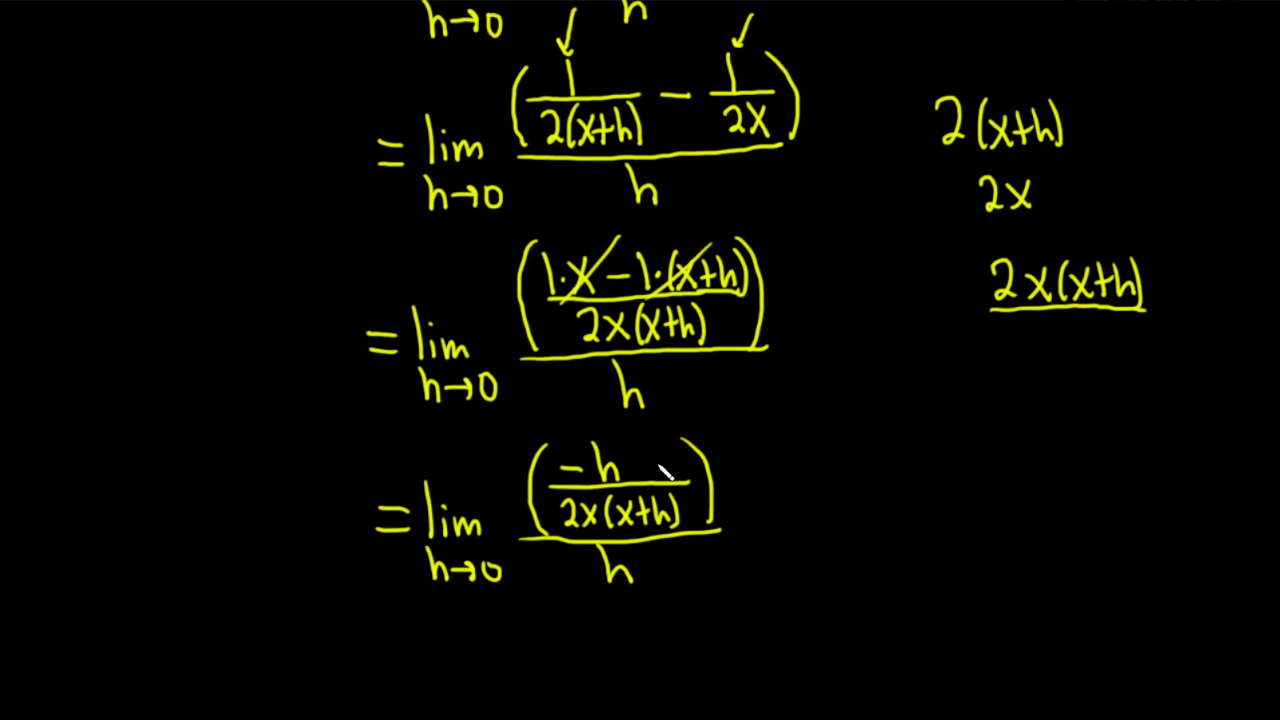 h→0 h
= lim h→0 (1/2(x+h) − 1/2x) / h
2(x+h)
2x
2x(x+h)
= lim h→0 (1·x − 1·(x+h) / 2x(x+h)) / h
= lim h→0 (−h / 2x(x+h)) / h